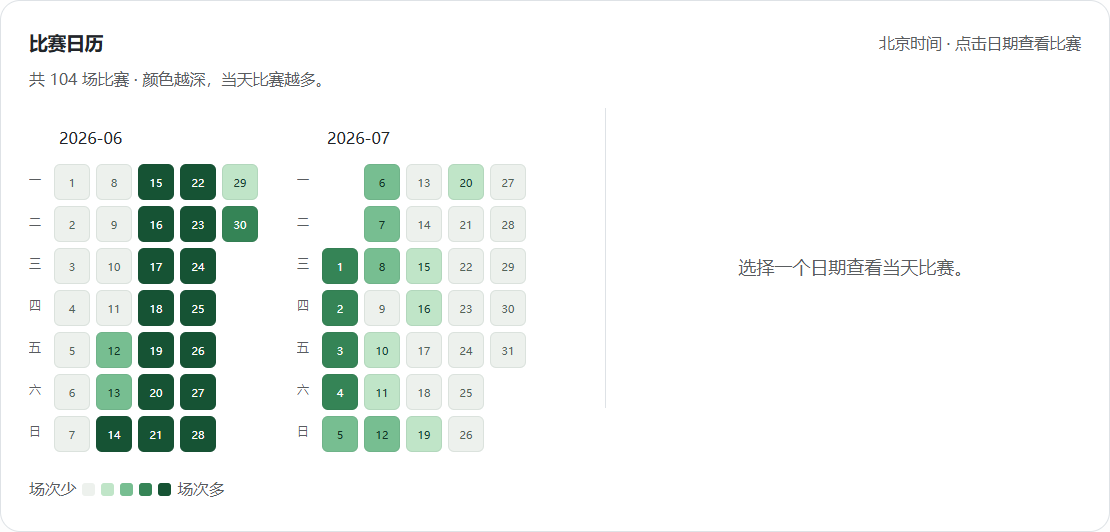 比赛日历
北京时间 · 点击日期查看比赛
共 104 场比赛 · 颜色越深，当天比赛越多。
2026-06 2026-07
一 1 8 15 22 29 一 6 13 20 27
二 2 9 16 23 30 二 7 14 21 28
三 3 10 17 24 三 1 8 15 22 29
四 4 11 18 25 四 2 9 16 23 30
五 5 12 19 26 五 3 10 17 24 31
六 6 13 20 27 六 4 11 18 25
日 7 14 21 28 日 5 12 19 26
选择一个日期查看当天比赛。
场次少 场次多